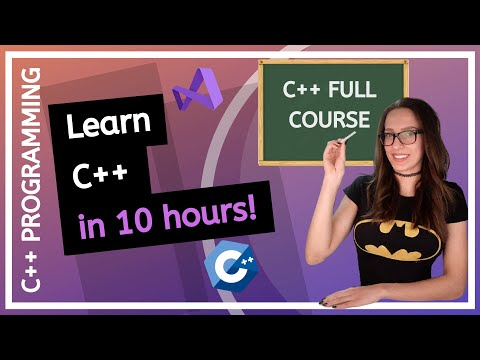 C++ PROGRAMMING
Learn
C++
in 10 hours!
C++ FULL
COURSE
C++